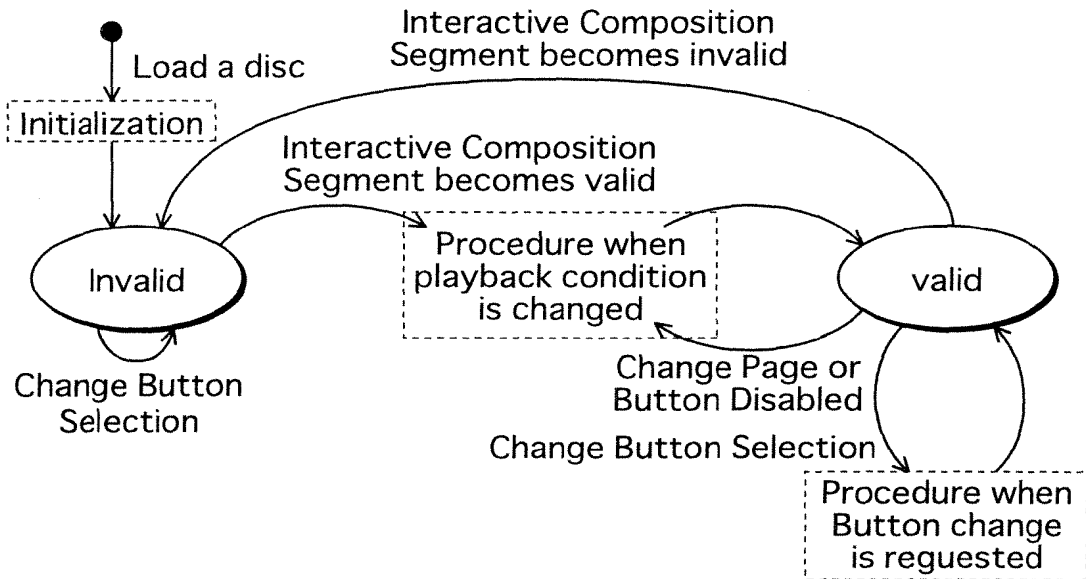 Interactive Composition
Segment becomes invalid
Load a disc
Initialization
Interactive Composition
Segment becomes valid
Procedure when
playback condition
is changed
Invalid
valid
Change Button
Selection
Change Page or
Button Disabled
Change Button Selection
Procedure when
Button change
is reguested